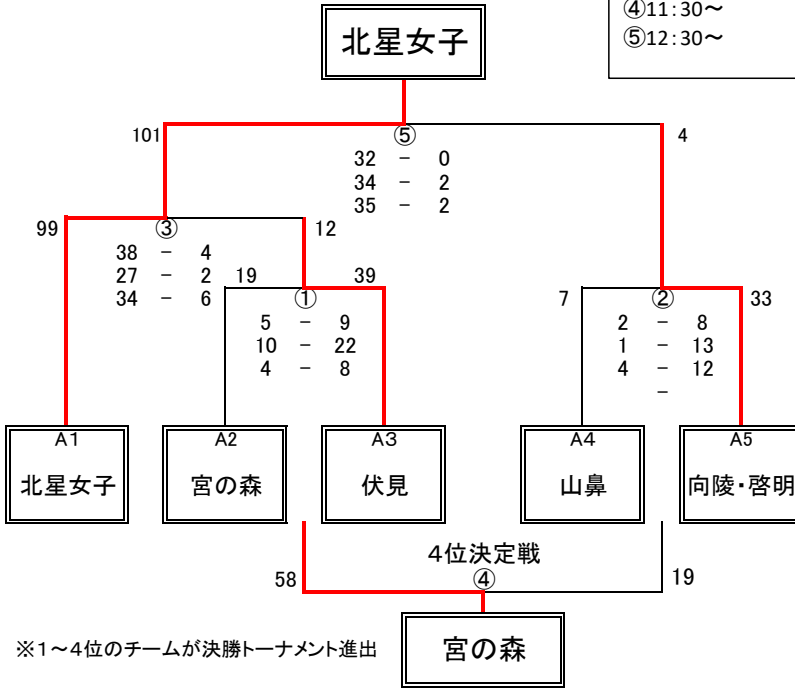 ④11:30～
⑤12:30～
北星女子
101
⑤
4
32 － 0
34 － 2
35 － 2
99
③
12
38 － 4
27 － 2
34 － 6
19
①
39
5 － 9
10 － 22
4 － 8
7
②
33
2 － 8
1 － 13
4 － 12
－
A1
北星女子
A2
宮の森
A3
伏見
A4
山鼻
A5
向陵・啓明
4位決定戦
58
④
19
宮の森
※1～4位のチームが決勝トーナメント進出